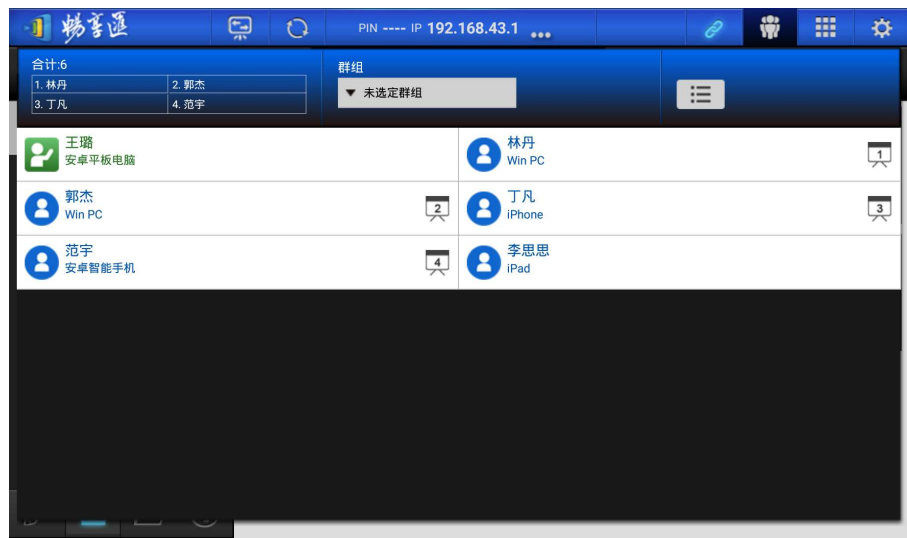 畅享汇
PIN ---- IP 192.168.43.1 ...
合计:6
1. 林丹 2. 郭杰
3. 丁凡 4. 范宇
群组
未选定群组
王璐
安卓平板电脑
林丹
Win PC
1
郭杰
Win PC
2
丁凡
iPhone
3
范宇
安卓智能手机
4
李思思
iPad